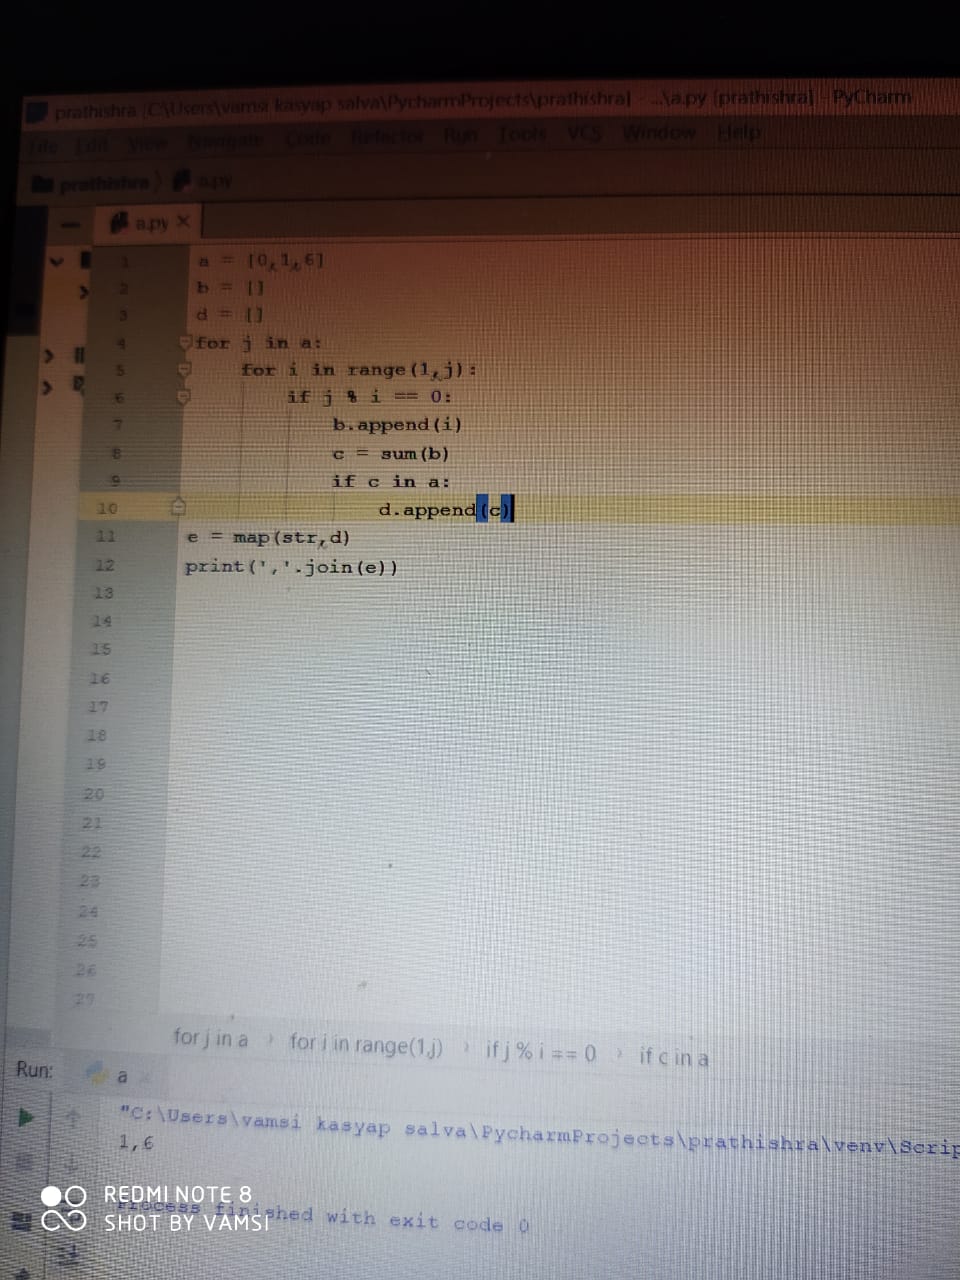 prathishra [C:\Users\vamsi kasyap salva\PycharmProjects\prathishra] - ...\a.py [prathishra] - PyCharm
File Edit View Navigate Code Refactor Run Tools VCS Window Help
prathishra a.py
a.py
1 a = [0,1,6]
2 b = []
3 d = []
4 for j in a:
5 for i in range(1,j):
6 if j % i == 0:
7 b.append(i)
8 c = sum(b)
9 if c in a:
10 d.append(c)
11 e = map(str,d)
12 print(','.join(e))
13
14
15
16
17
18
19
20
21
22
23
24
25
26
27
for j in a › for i in range(1,j) › if j % i == 0 › if c in a
Run: a
"C:\Users\vamsi kasyap salva\PycharmProjects\prathishra\venv\Scrip
1,6
Process finished with exit code 0
REDMI NOTE 8
SHOT BY VAMSI